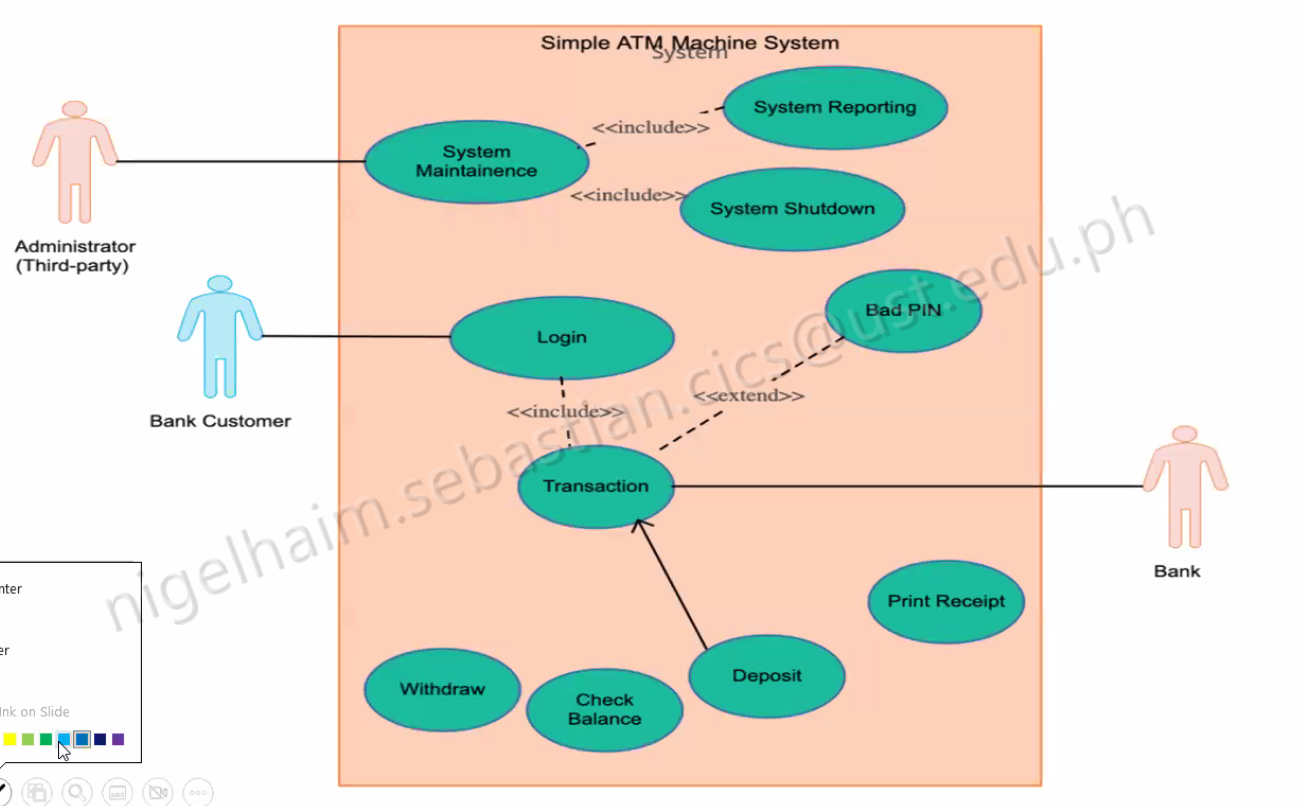 Simple ATM Machine System
System
System Reporting
<<include>>
System
Maintainence
<<include>>
System Shutdown
Administrator
(Third-party)
Bad PIN
Login
Bank Customer
<<extend>>
<<include>>
nigelhaim.sebastian.cics@ust.edu.ph
Transaction
Bank
nter
Print Receipt
er
Deposit
Withdraw
Check
Balance
Ink on Slide